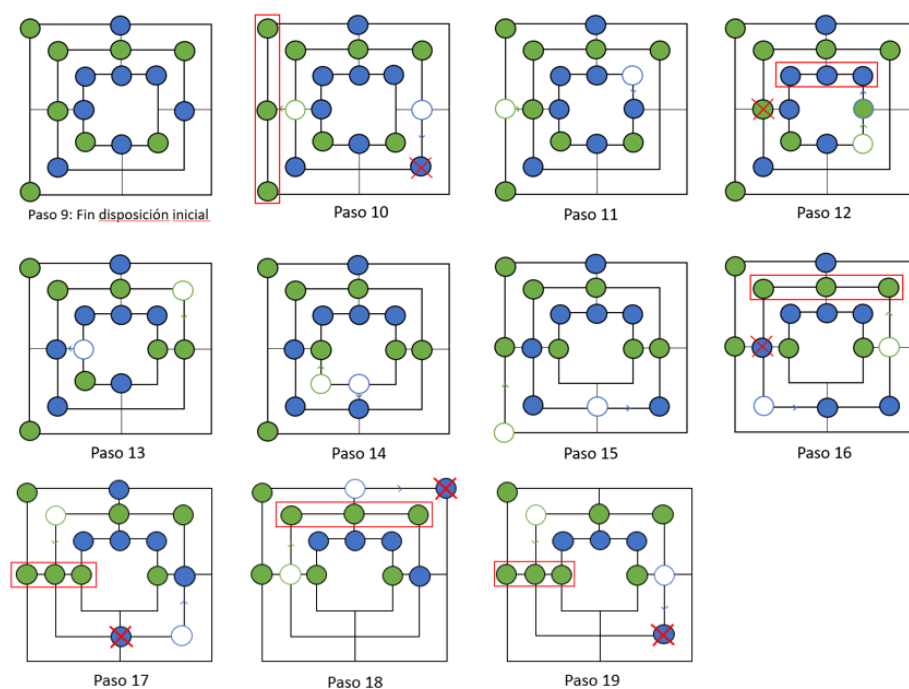 Paso 9: Fin disposición inicial
Paso 10
Paso 11
Paso 12
Paso 13
Paso 14
Paso 15
Paso 16
Paso 17
Paso 18
Paso 19